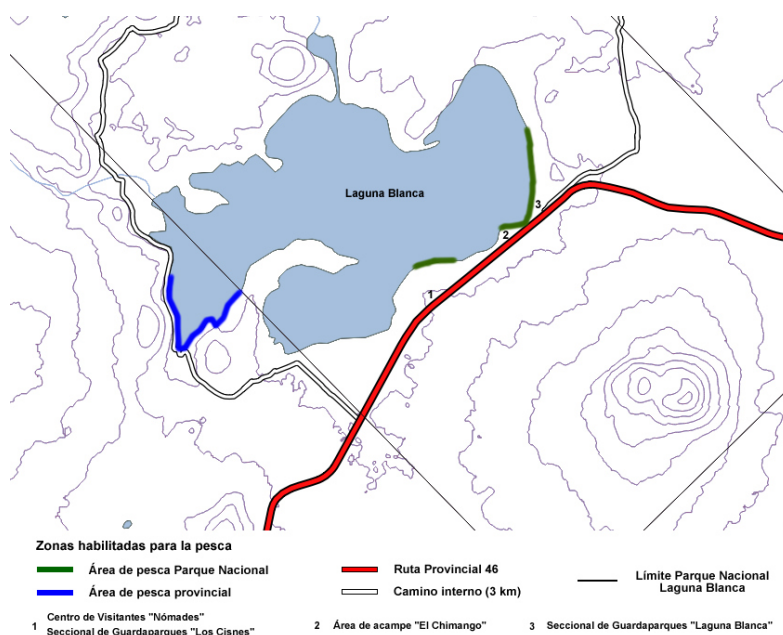 Laguna Blanca
3
2
1
Zonas habilitadas para la pesca
Área de pesca Parque Nacional
Área de pesca provincial
Ruta Provincial 46
Camino interno (3 km)
Límite Parque Nacional
Laguna Blanca
1 Centro de Visitantes "Nómades"
Seccional de Guardaparques "Los Cisnes"
2 Área de acampe "El Chimango"
3 Seccional de Guardaparques "Laguna Blanca"